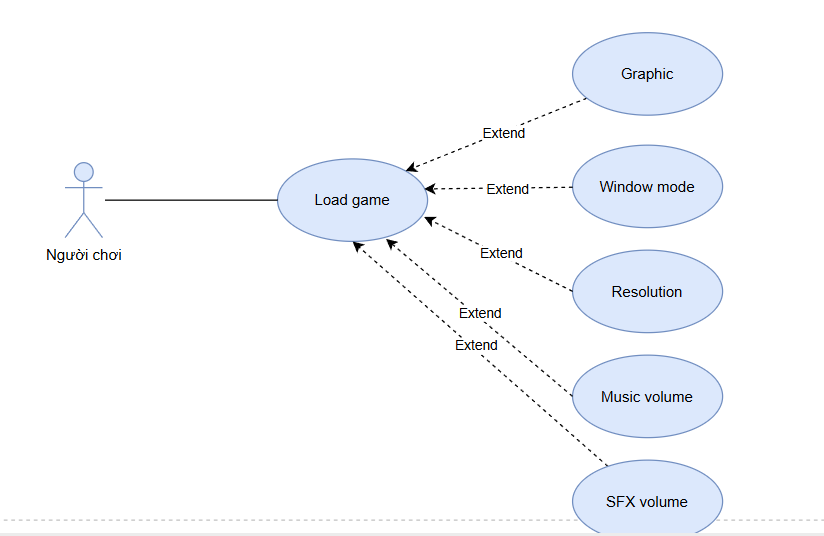 Graphic
Extend
Window mode
Extend
Load game
Người chơi
Extend
Resolution
Extend
Extend
Music volume
SFX volume